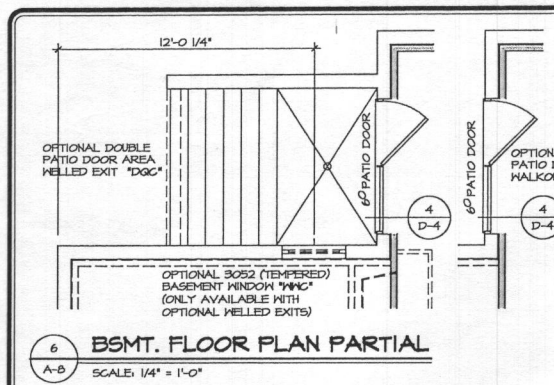 12'-0 1/4"
OPTIONAL DOUBLE
PATIO DOOR AREA
WELLED EXIT "DQC"
6⁰ PATIO DOOR
4
D-4
6⁰ PATIO DOOR
PATIO
4
D-4
OPTIONAL 3052 (TEMPERED)
BASEMENT WINDOW "WWC"
(ONLY AVAILABLE WITH
OPTIONAL WELLED EXITS)
6
A-8
BSMT. FLOOR PLAN PARTIAL
SCALE: 1/4" = 1'-0"